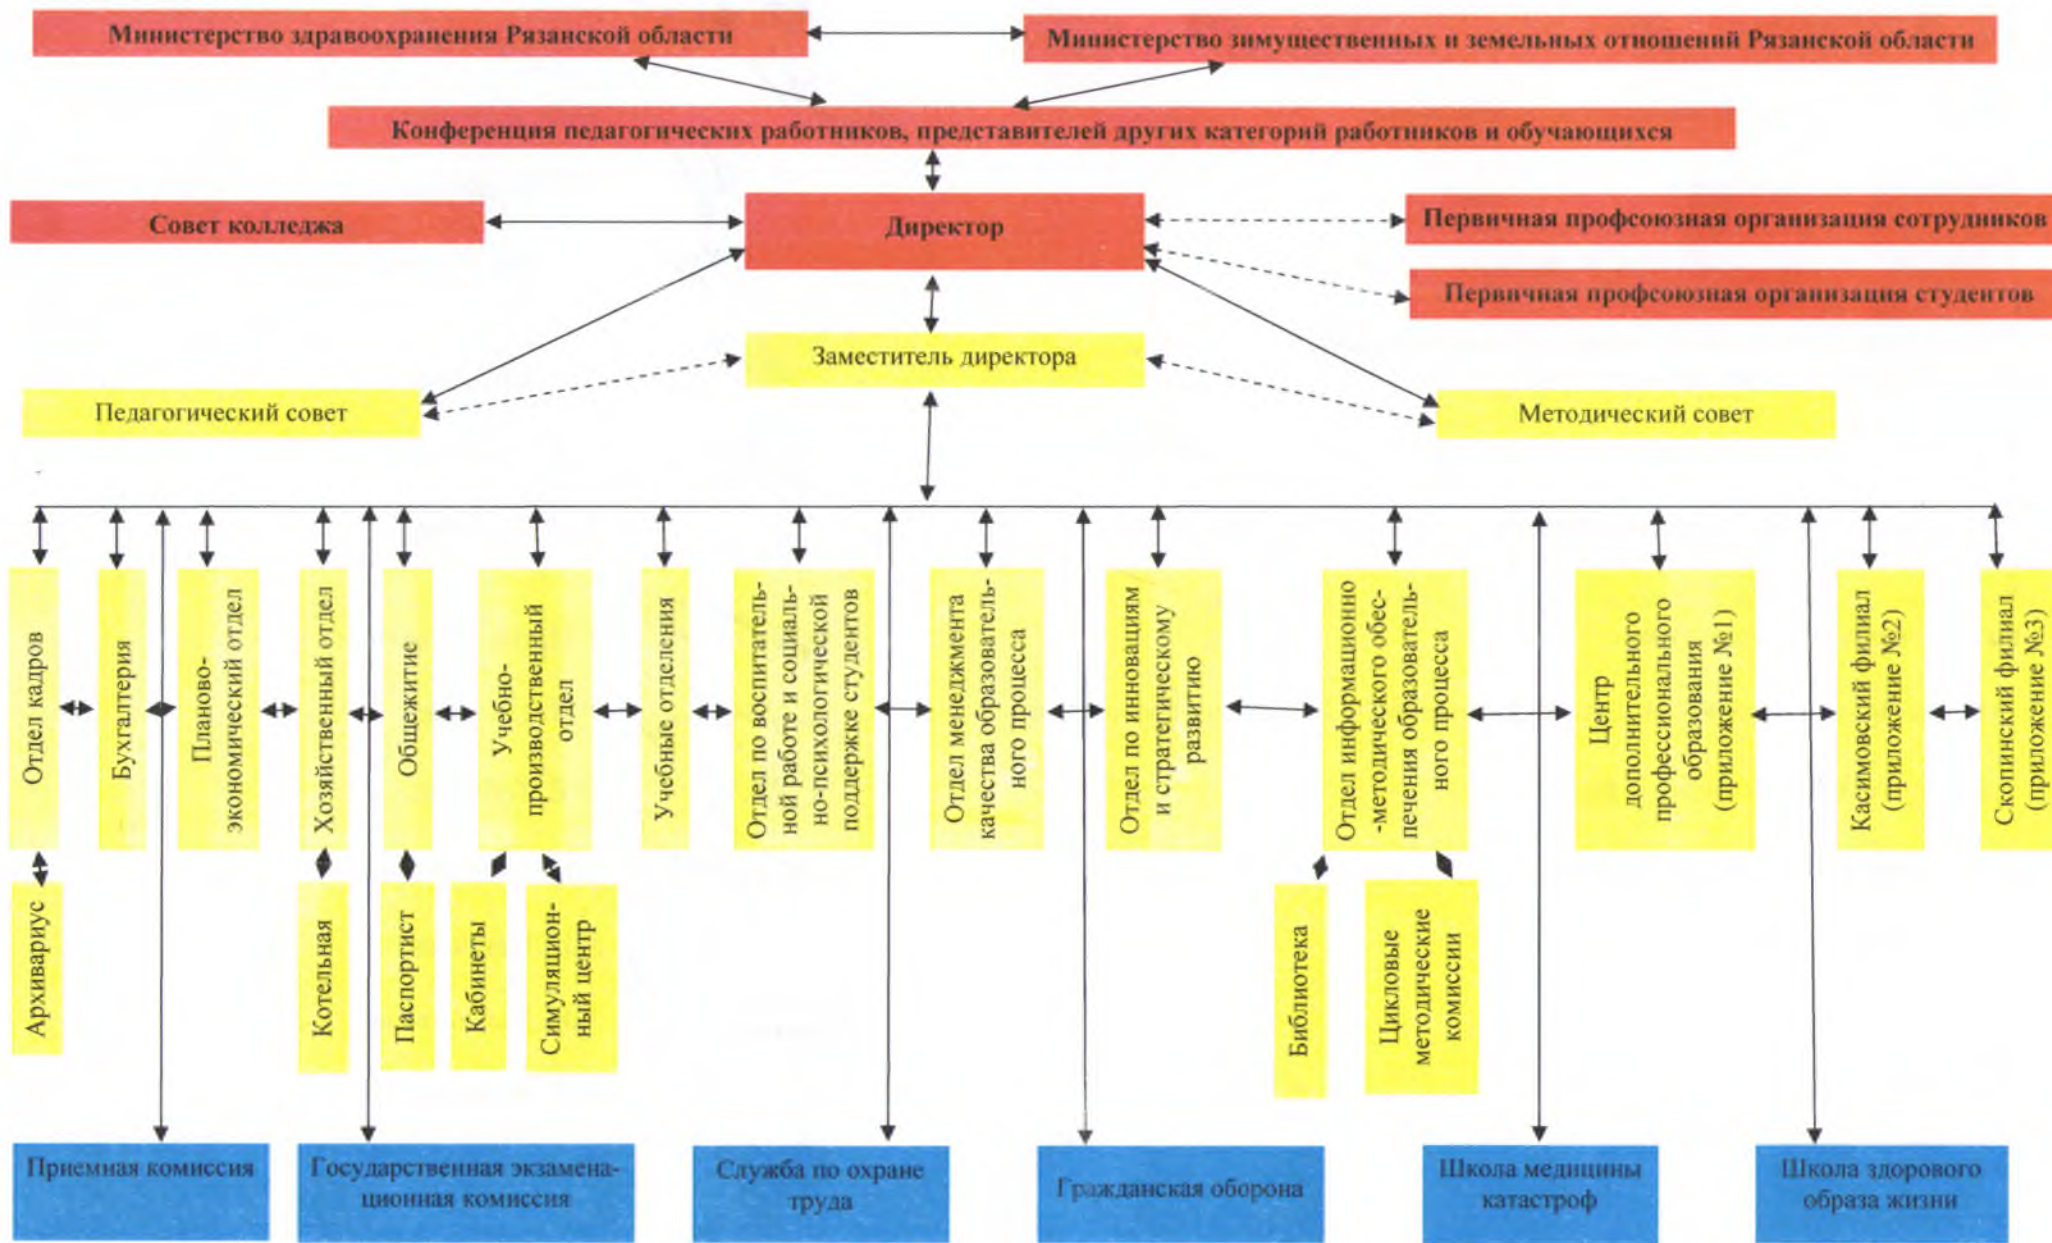 Министерство здравоохранения Рязанской области
Министерство зимущественных и земельных отношений Рязанской области
Конференция педагогических работников, представителей других категорий работников и обучающихся
Совет колледжа
Директор
Первичная профсоюзная организация сотрудников
Первичная профсоюзная организация студентов
Заместитель директора
Педагогический совет
Методический совет
Отдел кадров
Бухгалтерия
Планово-
экономический отдел
Хозяйственный отдел
Общежитие
Учебно-
производственный
отдел
Учебные отделения
Отдел по воспитатель-
ной работе и социаль-
но-психологической
поддержке студентов
Отдел менеджмента
качества образователь-
ного процесса
Отдел по инновациям
и стратегическому
развитию
Отдел информационно
-методического обес-
печения образователь-
ного процесса
Центр
дополнительного
профессионального
образования
(приложение №1)
Касимовский филиал
(приложение №2)
Скопинский филиал
(приложение №3)
Архивариус
Котельная
Паспортист
Кабинеты
Симуляцион-
ный центр
Библиотека
Цикловые
методические
комиссии
Приемная комиссия
Государственная экзамена-
ционная комиссия
Служба по охране
труда
Гражданская оборона
Школа медицины
катастроф
Школа здорового
образа жизни